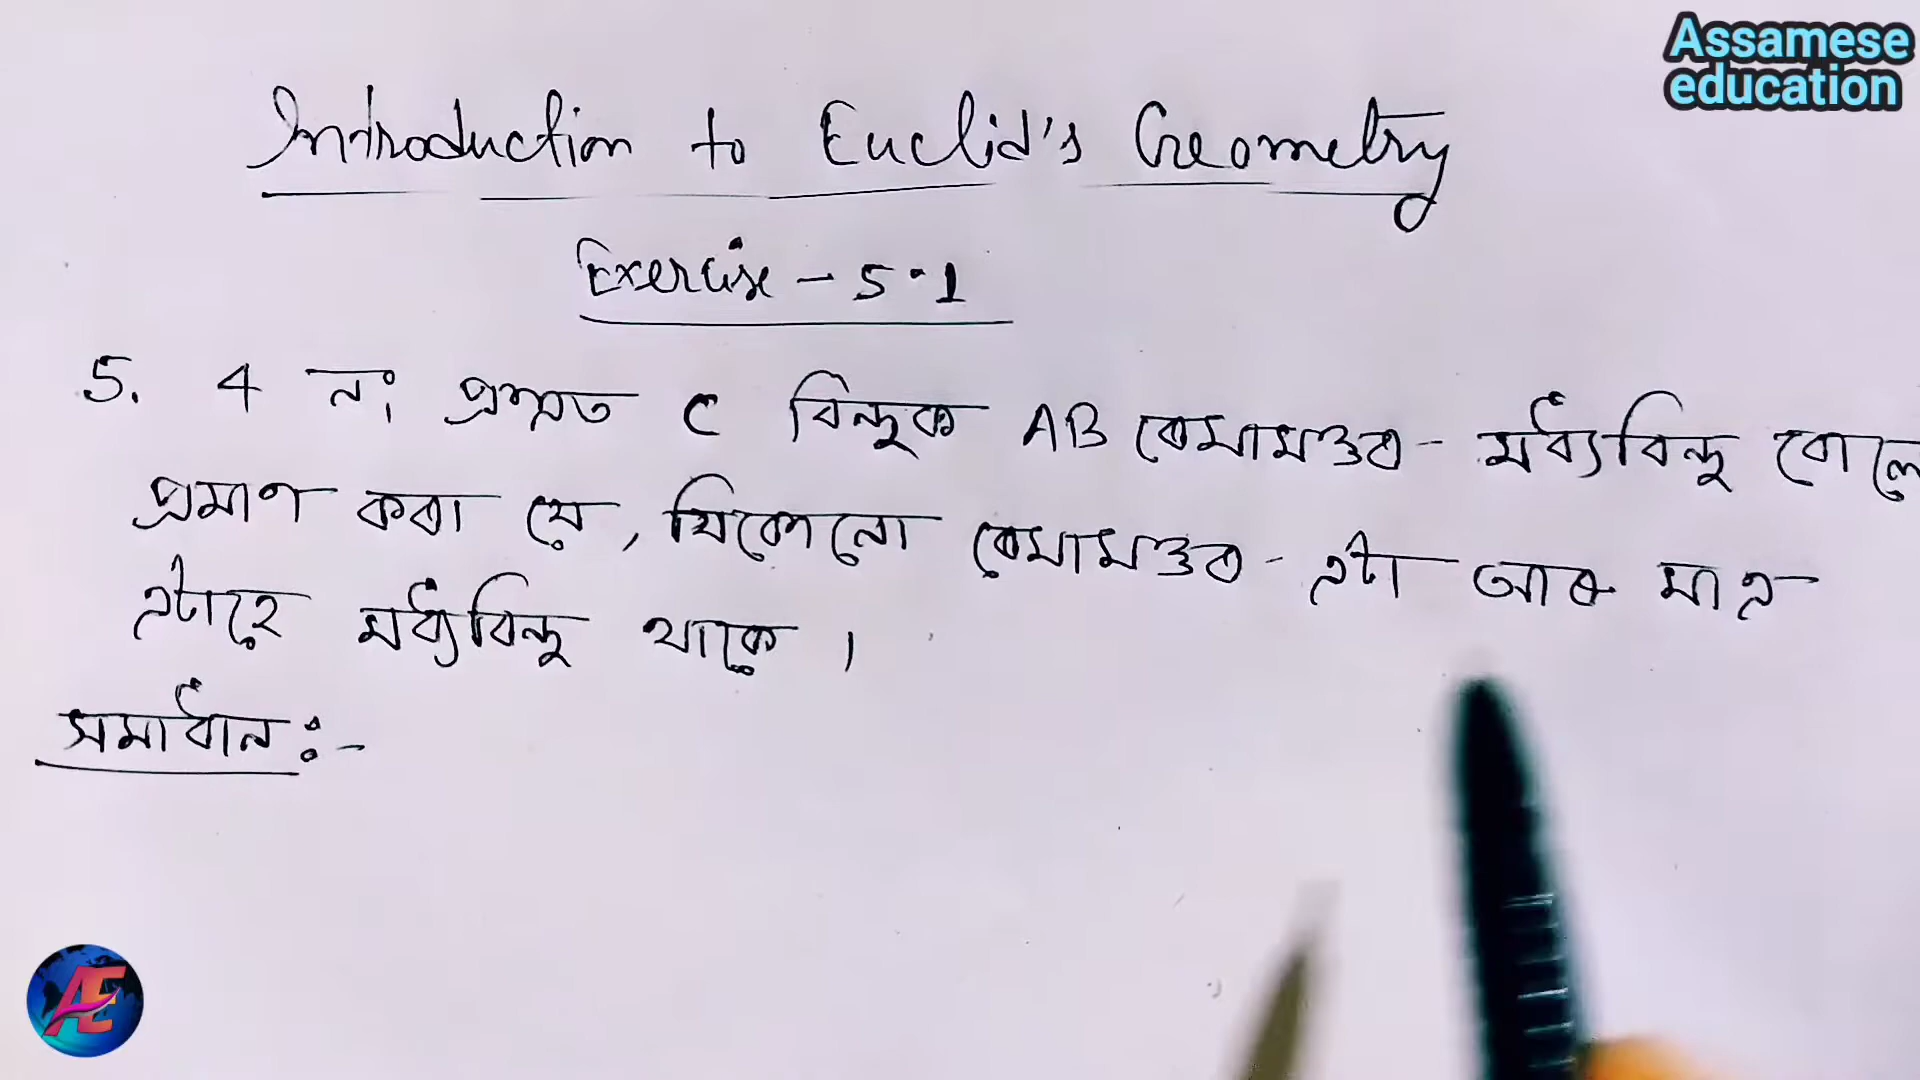 Assamese
education
Introduction to Euclid's Geometry
Exercise - 5.1
5. 4 নং প্ৰশ্নত C বিন্দুক AB ৰেখাখণ্ডৰ মধ্যবিন্দু বোলে
প্ৰমাণ কৰা যে, যিকোনো ৰেখাখণ্ডৰ এটা আৰু মাত্ৰ
এটাহে মধ্যবিন্দু থাকে ।
সমাধান :-
AE